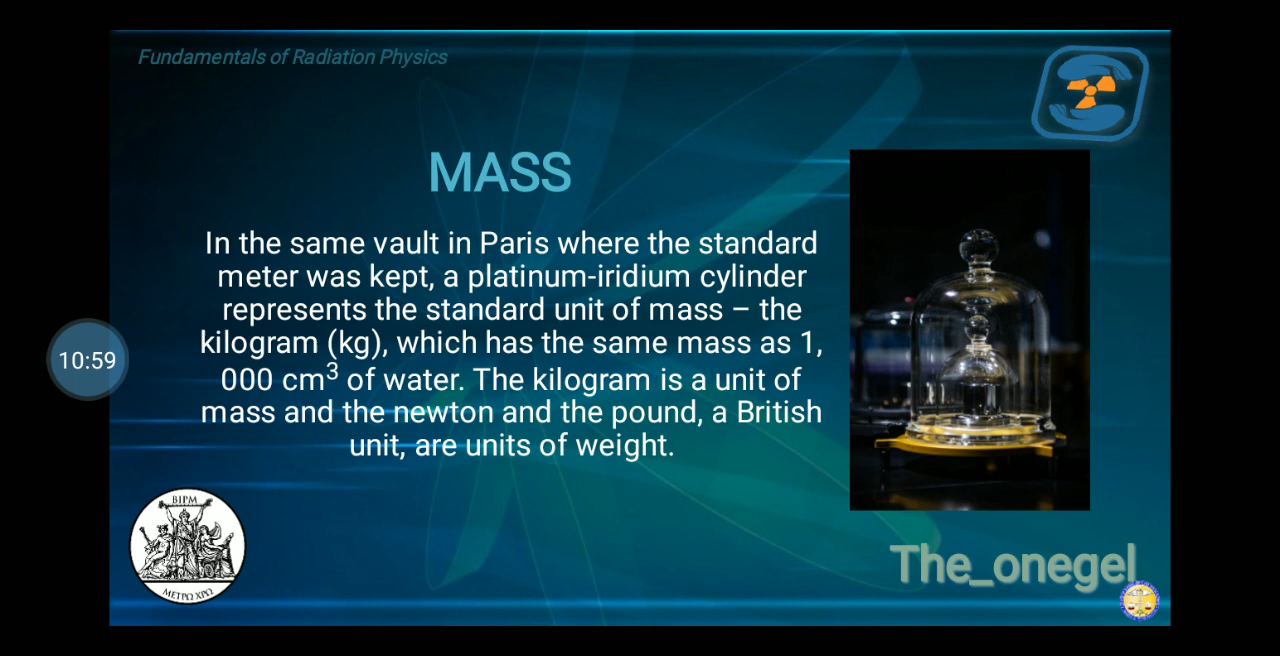 Fundamentals of Radiation Physics
MASS
In the same vault in Paris where the standard
meter was kept, a platinum-iridium cylinder
represents the standard unit of mass – the
kilogram (kg), which has the same mass as 1,
000 cm³ of water. The kilogram is a unit of
mass and the newton and the pound, a British
unit, are units of weight.
10:59
BIPM
ΜΕΤΡΩ ΧΡΩ
The_onegel